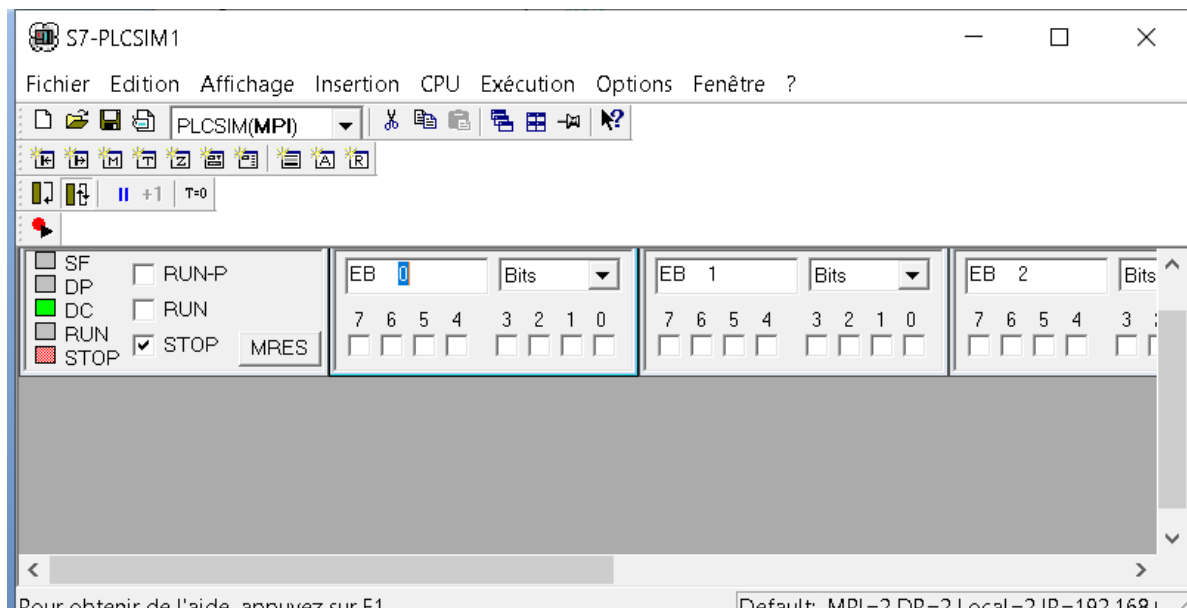 S7-PLCSIM1
Fichier Edition Affichage Insertion CPU Exécution Options Fenêtre ?
PLCSIM(MPI)
+1 T=0
SF
DP
DC
RUN
STOP
RUN-P
RUN
STOP MRES
EB 0 Bits
7 6 5 4 3 2 1 0
EB 1 Bits
7 6 5 4 3 2 1 0
EB 2 Bits
7 6 5 4 3
Pour obtenir de l'aide, appuyez sur F1.
Default: MPI=2 DP=2 Local=2 IP=192.168.